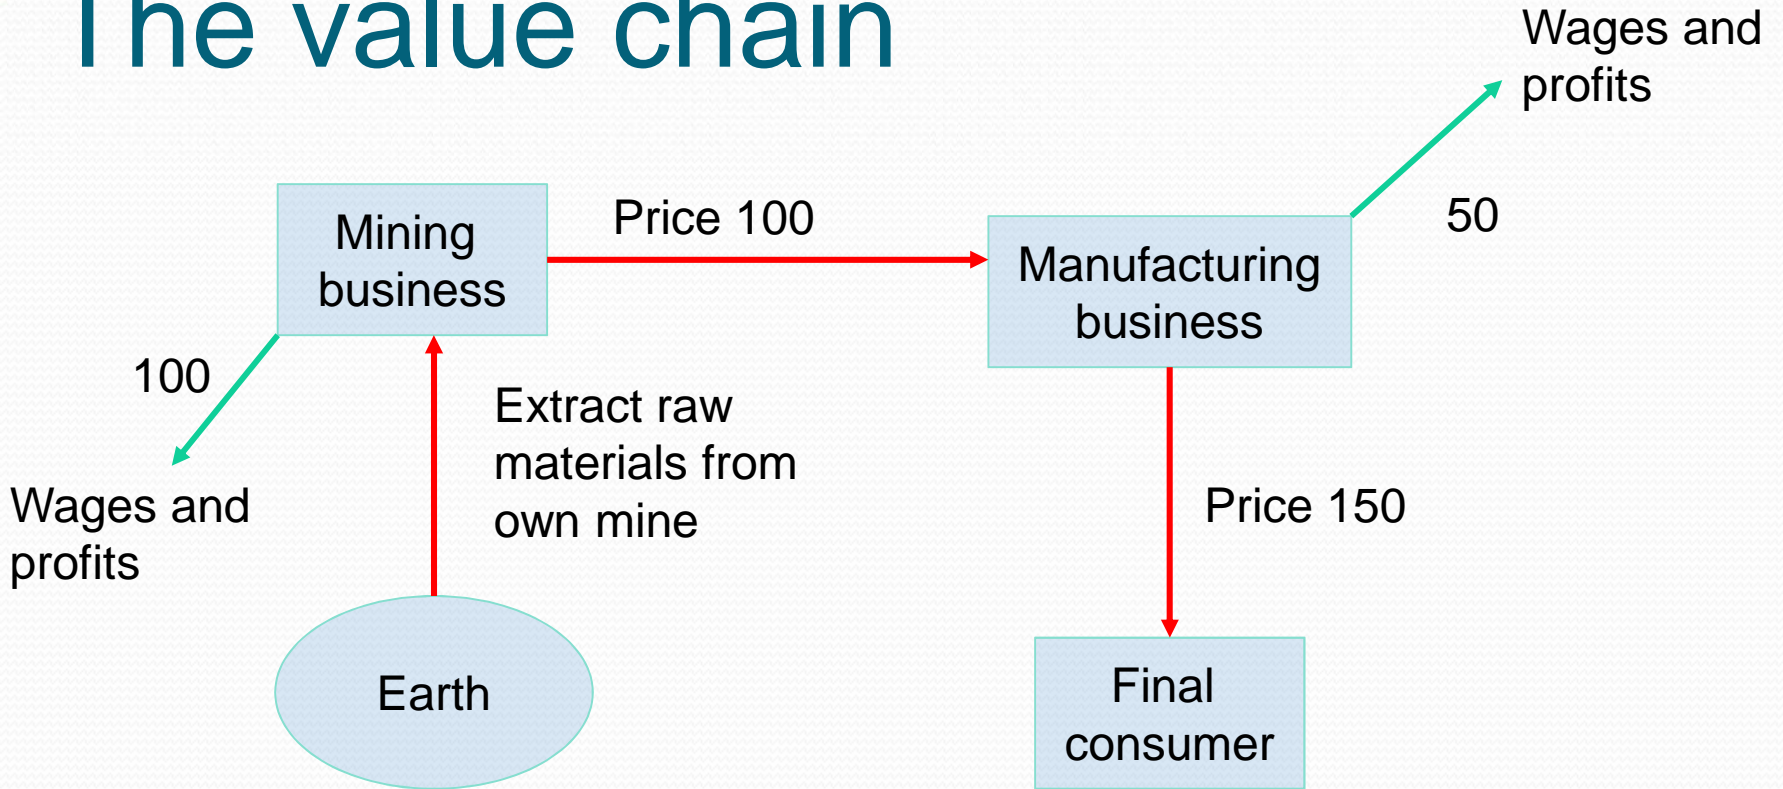 The value chain
Wages and
profits
Mining
business
Price 100
Manufacturing
business
50
100
Extract raw
materials from
own mine
Wages and
profits
Price 150
Earth
Final
consumer